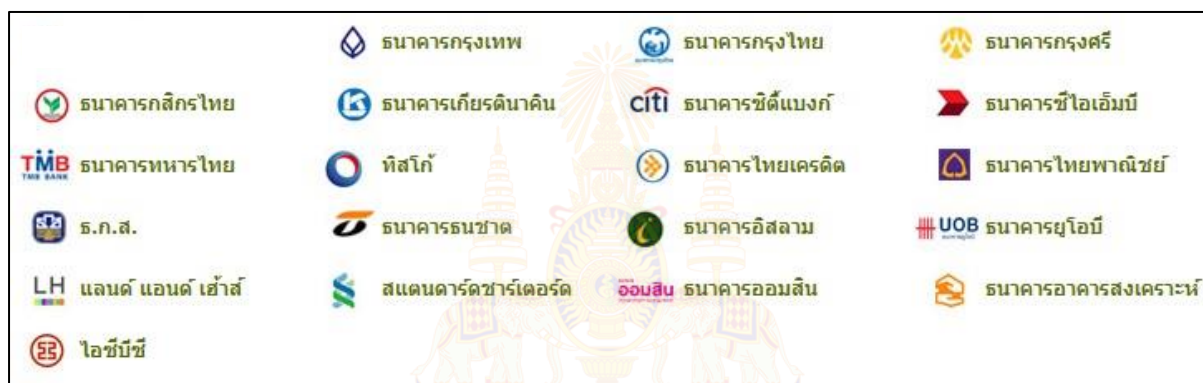 ธนาคารกรุงเทพ ธนาคารกรุงไทย ธนาคารกรุงศรี
ธนาคารกสิกรไทย ธนาคารเกียรตินาคิน citi ธนาคารซิตี้แบงก์ ธนาคารซีไอเอ็มบี
TMB TMB BANK ธนาคารทหารไทย ทิสโก้ ธนาคารไทยเครดิต ธนาคารไทยพาณิชย์
ธ.ก.ส. ธนาคารธนชาต ธนาคารอิสลาม UOB ธนาคารยูโอบี
LH แลนด์ แอนด์ เฮ้าส์ สแตนดาร์ดชาร์เตอร์ด ออมสิน ธนาคารออมสิน ธนาคารอาคารสงเคราะห์
ไอซีบีซี